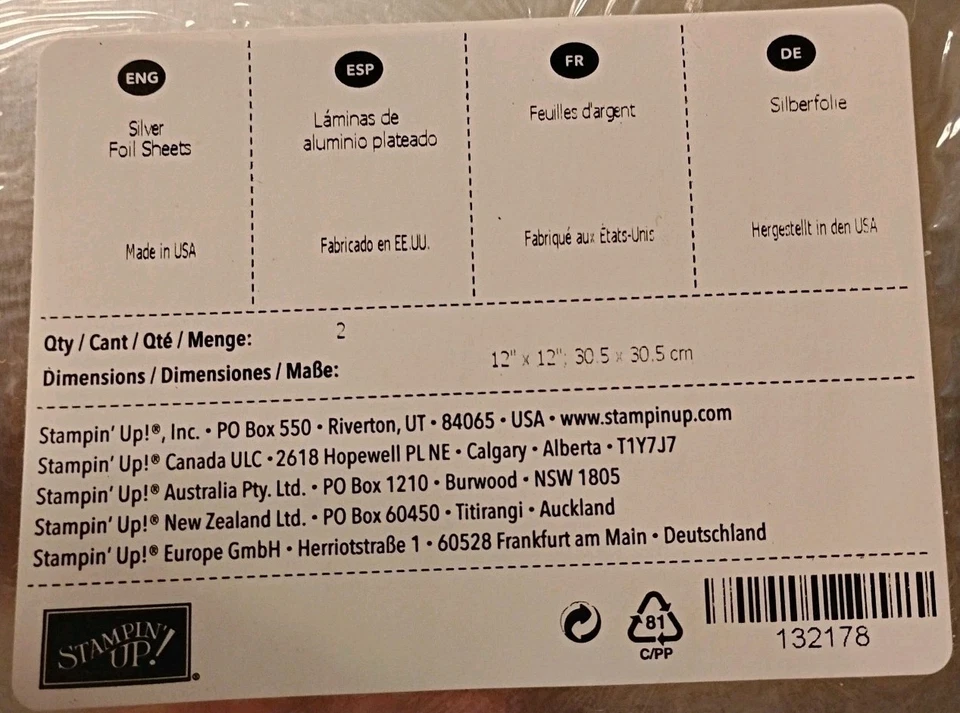 ENG
Silver
Foil Sheets
Made in USA
ESP
Láminas de
aluminio plateado
Fabricado en EE.UU.
FR
Feuilles d'argent
Fabriqué aux États-Unis
DE
Silberfolie
Hergestellt in den USA
Qty / Cant / Qté / Menge: 2
Dimensions / Dimensiones / Maße: 12" x 12"; 30.5 x 30.5 cm
Stampin' Up!®, Inc. • PO Box 550 • Riverton, UT • 84065 • USA • www.stampinup.com
Stampin' Up!® Canada ULC • 2618 Hopewell PL NE • Calgary • Alberta • T1Y7J7
Stampin' Up!® Australia Pty. Ltd. • PO Box 1210 • Burwood • NSW 1805
Stampin' Up!® New Zealand Ltd. • PO Box 60450 • Titirangi • Auckland
Stampin' Up!® Europe GmbH • Herriotstraße 1 • 60528 Frankfurt am Main • Deutschland
STAMPIN'
UP!®
81
C/PP
132178